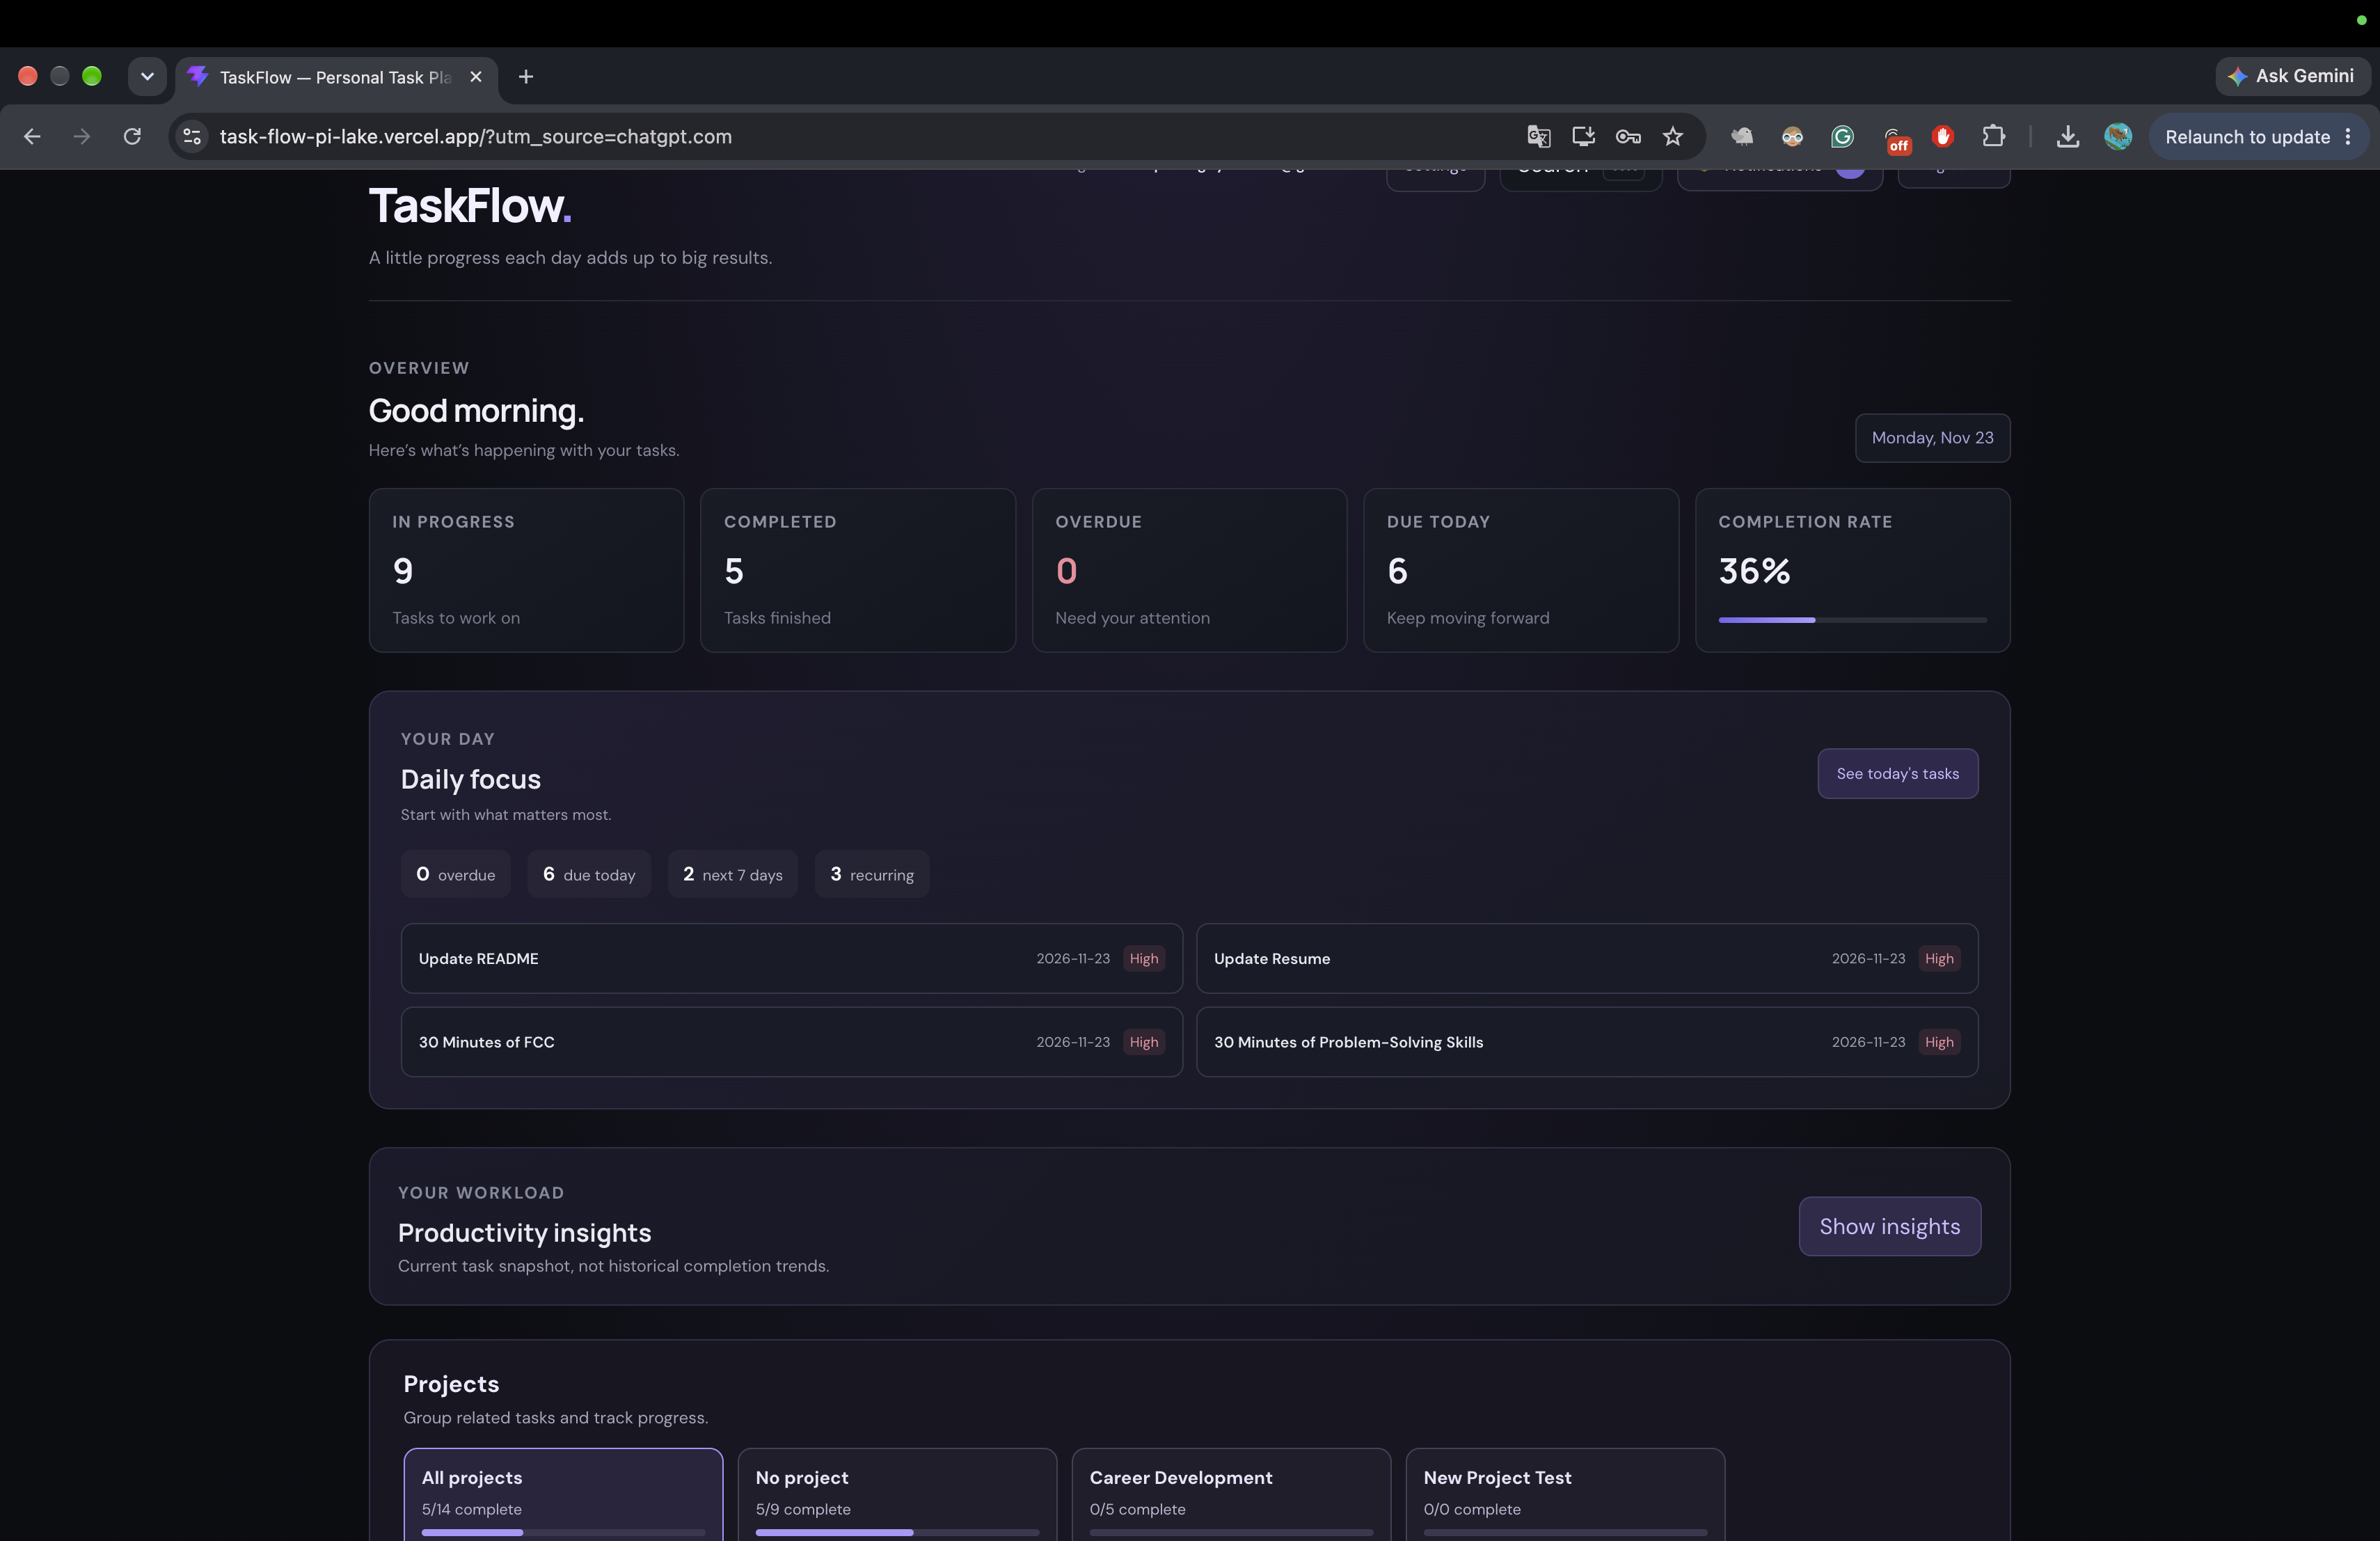 TaskFlow — Personal Task Pla
Ask Gemini
task-flow-pi-lake.vercel.app/?utm_source=chatgpt.com
off
Relaunch to update
TaskFlow.
A little progress each day adds up to big results.
OVERVIEW
Good morning.
Here’s what’s happening with your tasks.
Monday, Nov 23
IN PROGRESS
9
Tasks to work on
COMPLETED
5
Tasks finished
OVERDUE
0
Need your attention
DUE TODAY
6
Keep moving forward
COMPLETION RATE
36%
YOUR DAY
Daily focus
Start with what matters most.
See today's tasks
0 overdue
6 due today
2 next 7 days
3 recurring
Update README 2026-11-23 High
Update Resume 2026-11-23 High
30 Minutes of FCC 2026-11-23 High
30 Minutes of Problem-Solving Skills 2026-11-23 High
YOUR WORKLOAD
Productivity insights
Current task snapshot, not historical completion trends.
Show insights
Projects
Group related tasks and track progress.
All projects
5/14 complete
No project
5/9 complete
Career Development
0/5 complete
New Project Test
0/0 complete